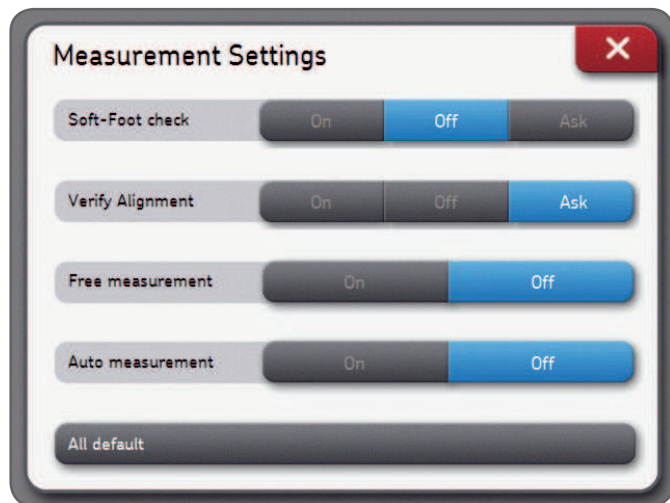 Measurement Settings
Soft-Foot check On Off Ask
Verify Alignment On Off Ask
Free measurement On Off
Auto measurement On Off
All default